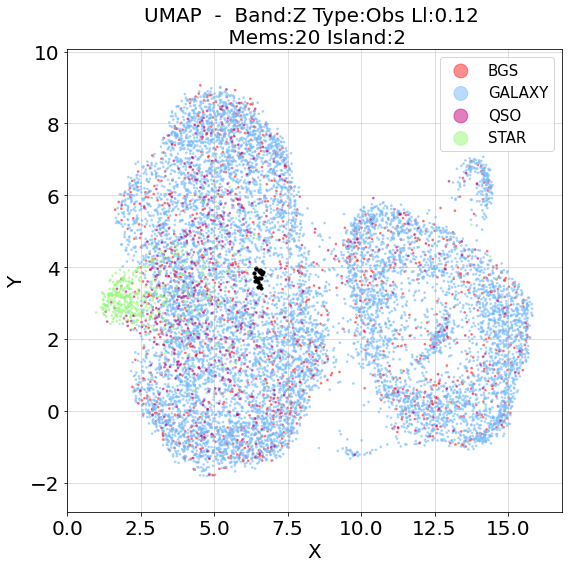 UMAP - Band:Z Type:Obs Ll:0.12
Mems:20 Island:2
10
8
6
4
2
0
−2
Y
BGS
GALAXY
QSO
STAR
0.0 2.5 5.0 7.5 10.0 12.5 15.0
X